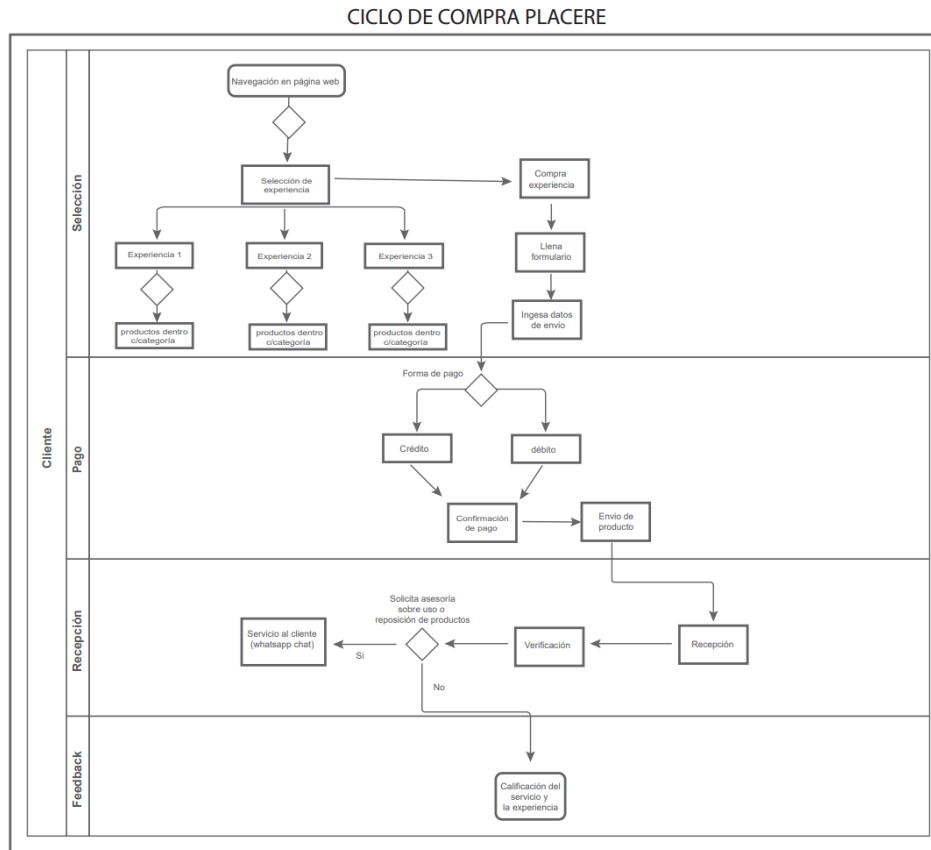 CICLO DE COMPRA PLACERE
Cliente
Selección
Navegación en página web
Selección de
experiencia
Compra
experiencia
Experiencia 1
Experiencia 2
Experiencia 3
Llena
formulario
productos dentro
c/categoría
productos dentro
c/categoría
productos dentro
c/categoría
Ingesa datos
de envio
Pago
Forma de pago
Crédito
débito
Confirmación
de pago
Envio de
producto
Recepción
Solicita asesoría
sobre uso o
reposición de productos
Servicio al cliente
(whatsapp chat)
Si
Verificación
Recepción
No
Feedback
Calificación del
servicio y
la experiencia